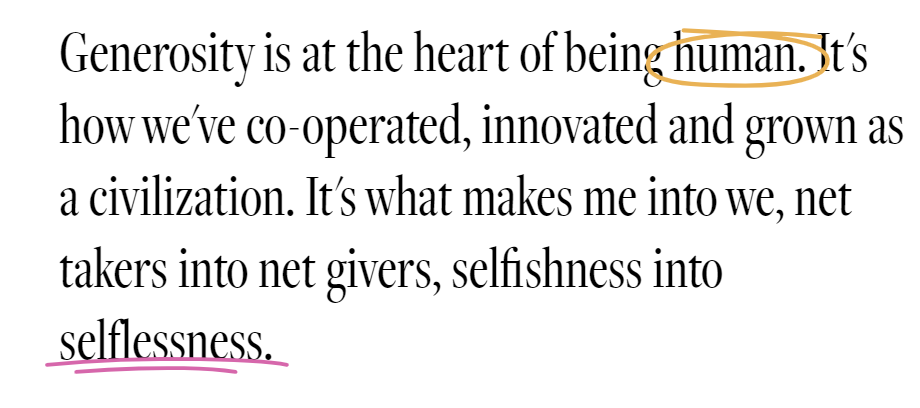 Generosity is at the heart of being human. It's
how we've co-operated, innovated and grown as
a civilization. It's what makes me into we, net
takers into net givers, selfishness into
selflessness.